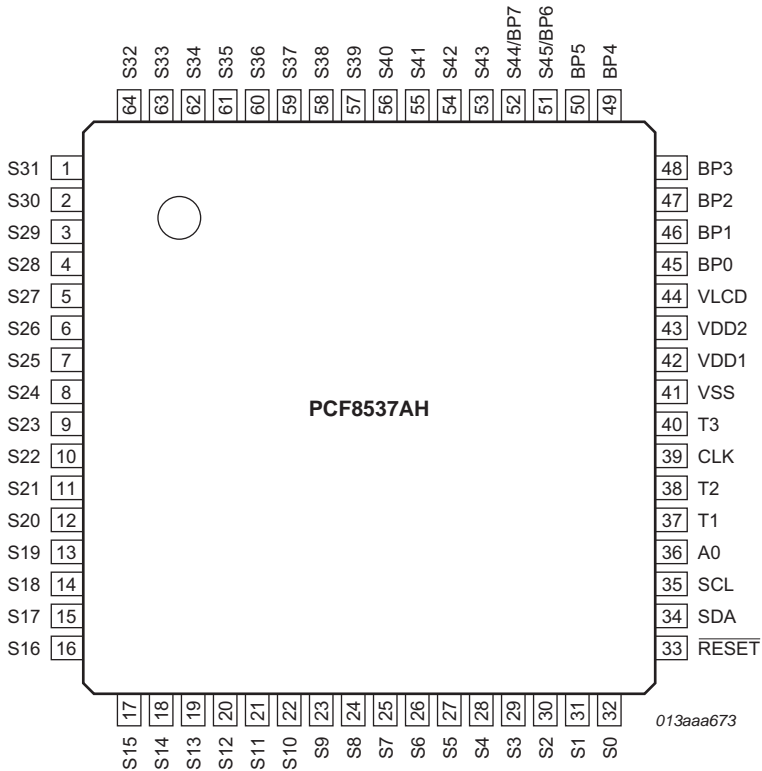 S32 S33 S34 S35 S36 S37 S38 S39 S40 S41 S42 S43 S44/BP7 S45/BP6 BP5 BP4
64 63 62 61 60 59 58 57 56 55 54 53 52 51 50 49
S31 1 48 BP3
S30 2 47 BP2
S29 3 46 BP1
S28 4 45 BP0
S27 5 44 VLCD
S26 6 43 VDD2
S25 7 42 VDD1
S24 8 41 VSS
PCF8537AH
S23 9 40 T3
S22 10 39 CLK
S21 11 38 T2
S20 12 37 T1
S19 13 36 A0
S18 14 35 SCL
S17 15 34 SDA
S16 16 33 RESET
17 18 19 20 21 22 23 24 25 26 27 28 29 30 31 32
S15 S14 S13 S12 S11 S10 S9 S8 S7 S6 S5 S4 S3 S2 S1 S0
013aaa673